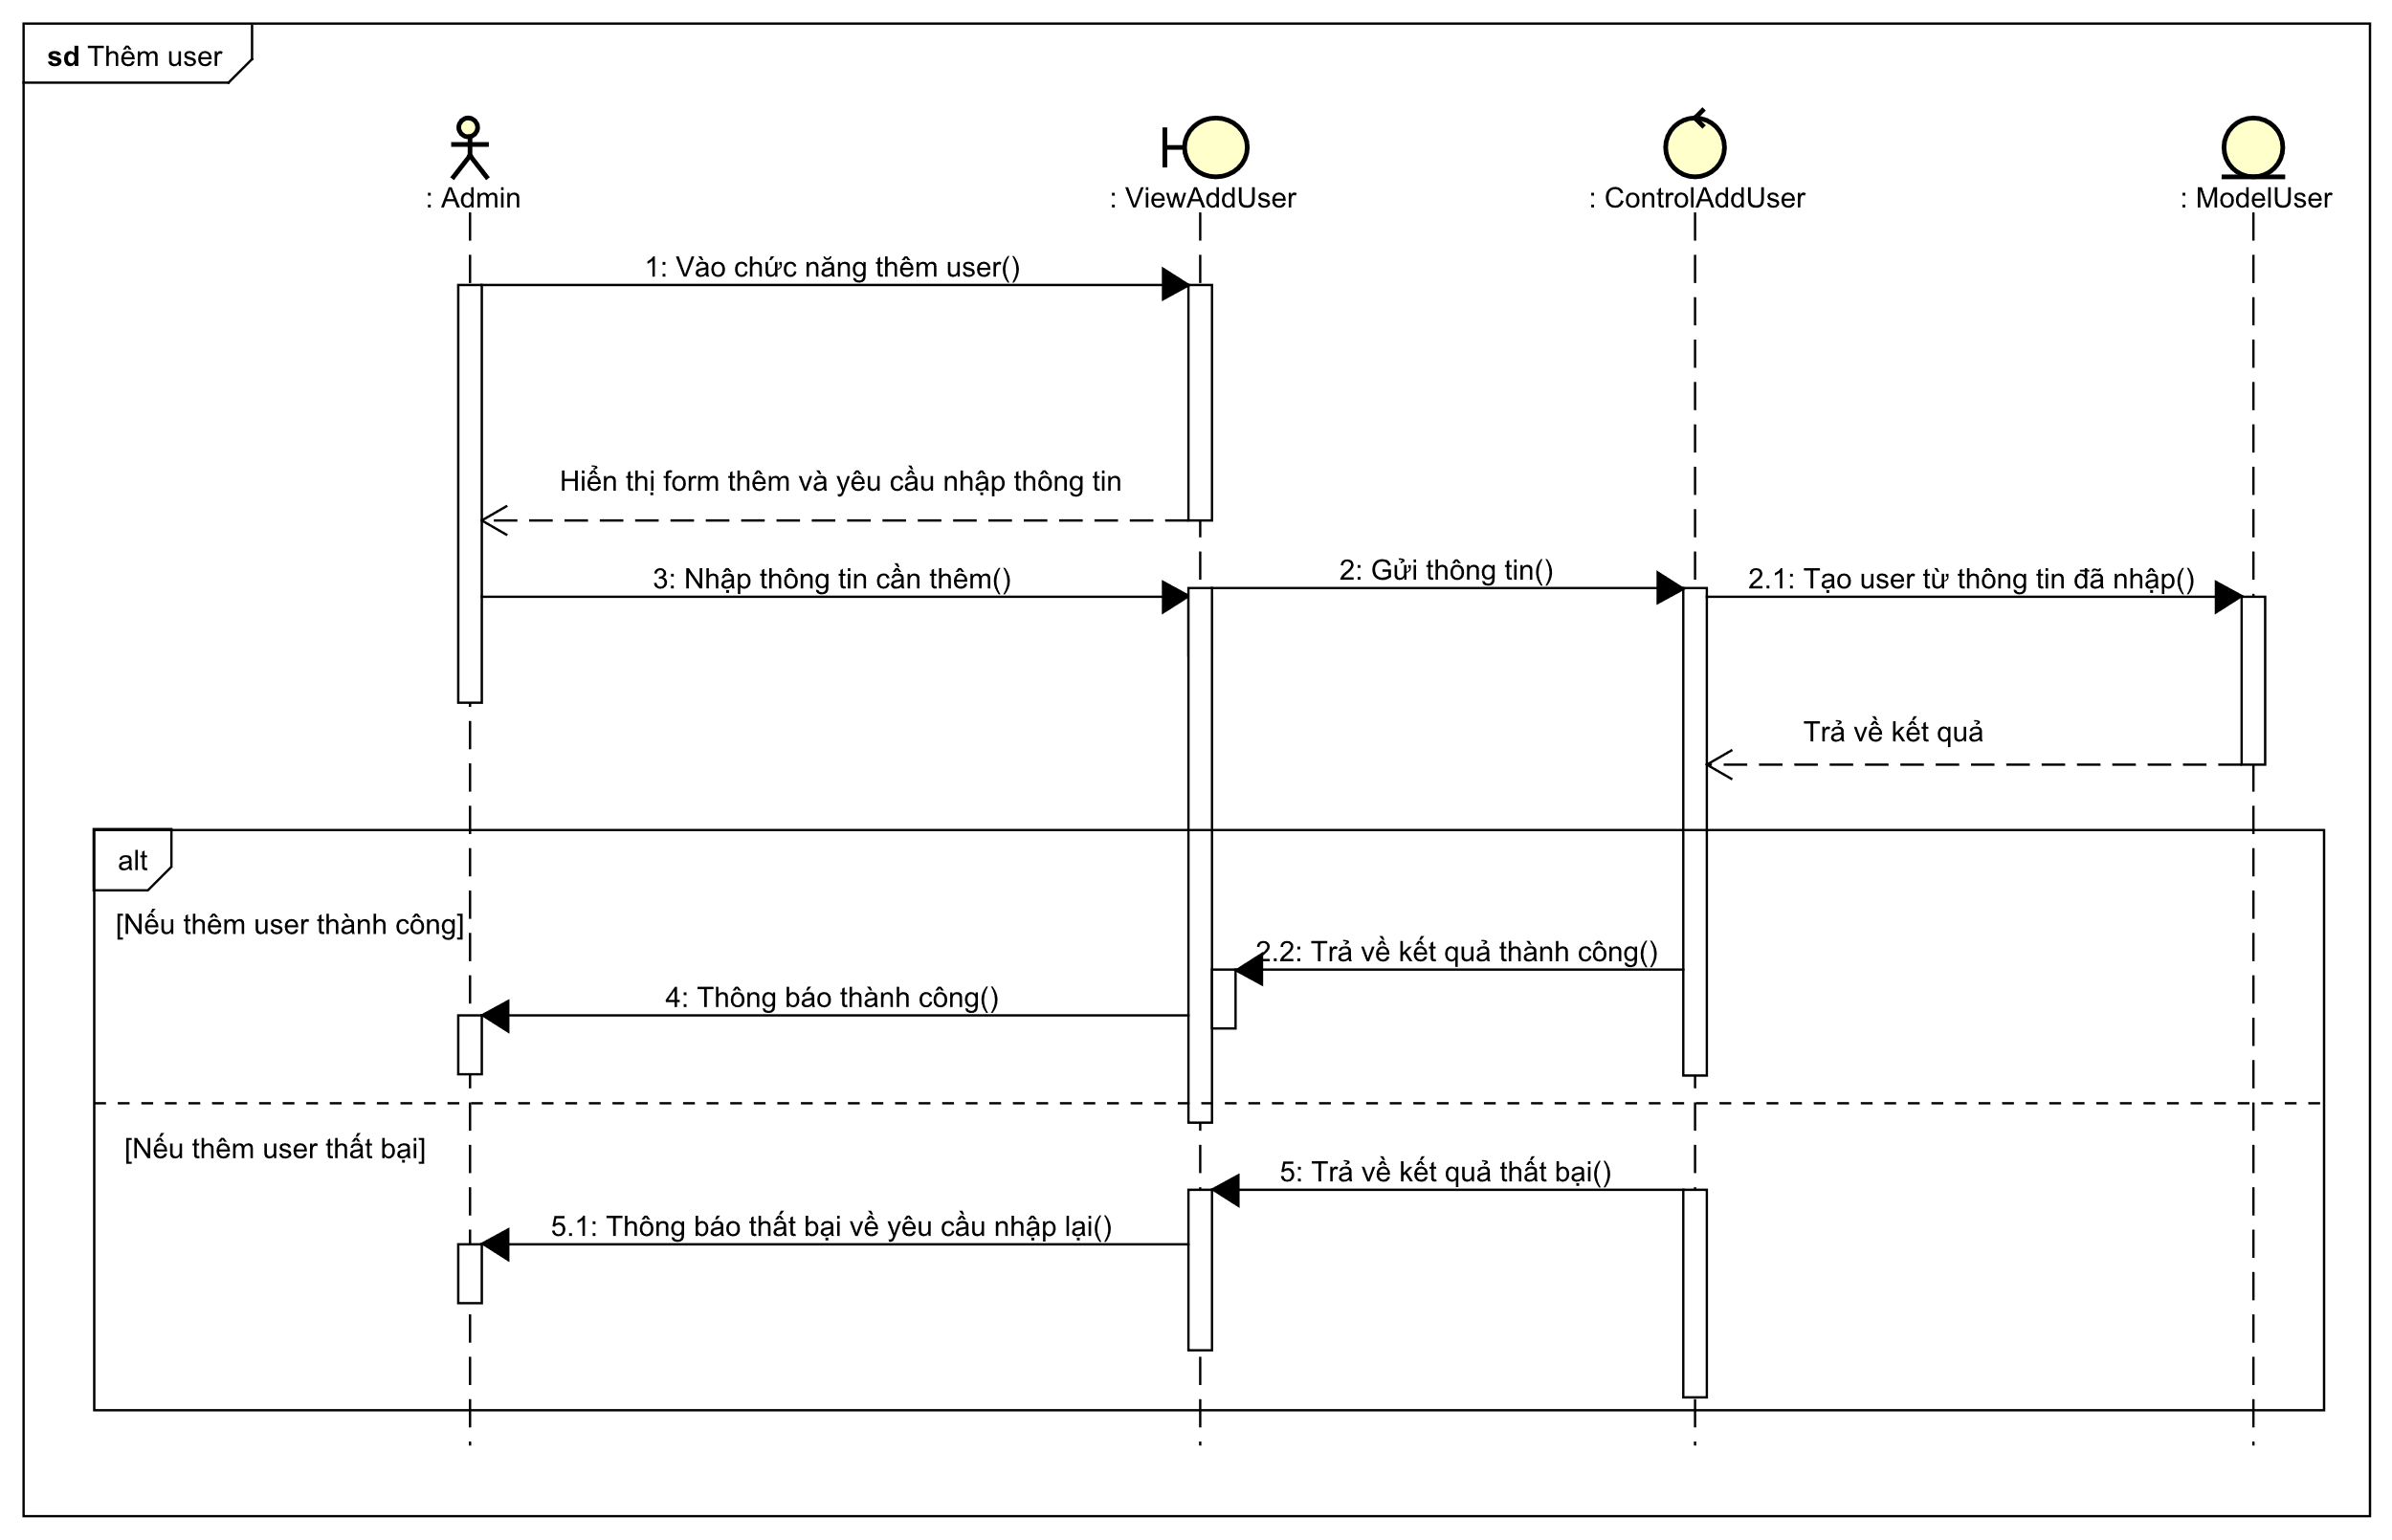 sd Thêm user
: Admin
: ViewAddUser
: ControlAddUser
: ModelUser
1: Vào chức năng thêm user()
Hiển thị form thêm và yêu cầu nhập thông tin
3: Nhập thông tin cần thêm()
2: Gửi thông tin()
2.1: Tạo user từ thông tin đã nhập()
Trả về kết quả
alt
[Nếu thêm user thành công]
2.2: Trả về kết quả thành công()
4: Thông báo thành công()
[Nếu thêm user thất bại]
5: Trả về kết quả thất bại()
5.1: Thông báo thất bại về yêu cầu nhập lại()